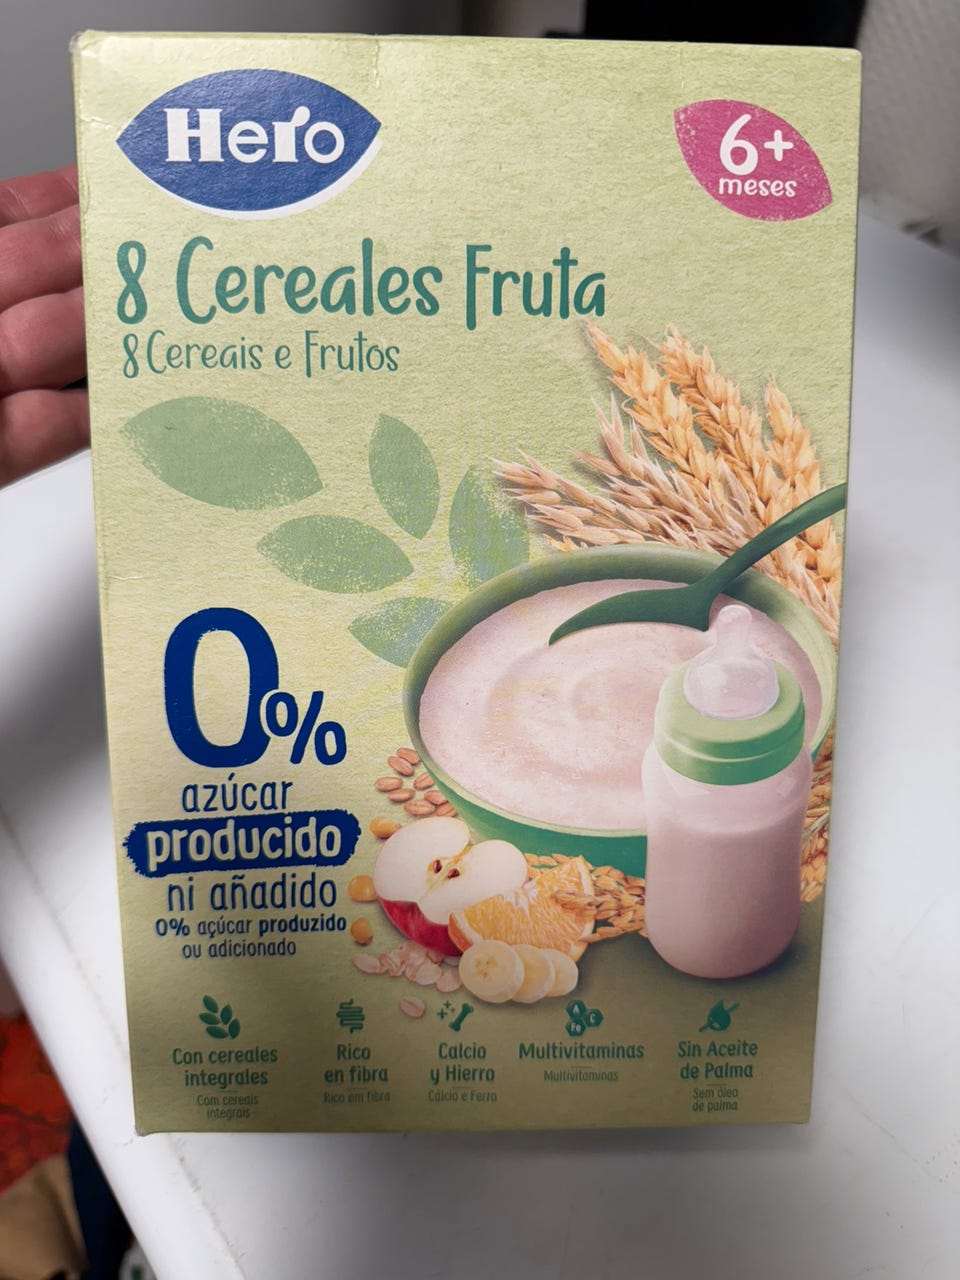 Hero
6+
meses
8 Cereales Fruta
8 Cereais e Frutos
0%
azúcar
producido
ni añadido
0% açúcar produzido
ou adicionado
Con cereales
integrales
Com cereais
integrais
Rico
en fibra
Rico em fibra
Calcio
y Hierro
Cálcio e Ferro
A
C
Fe
Multivitaminas
Multivitaminas
Sin Aceite
de Palma
Sem óleo
de palma